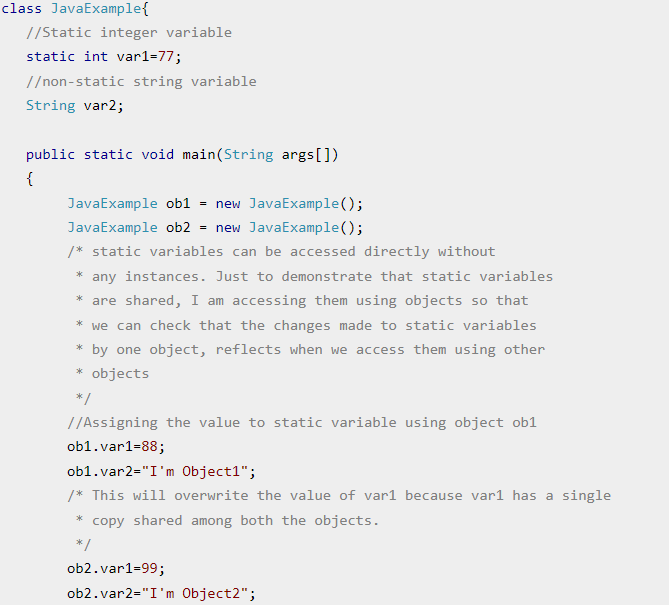 class JavaExample{
//Static integer variable
static int var1=77;
//non-static string variable
String var2;
public static void main(String args[])
{
JavaExample ob1 = new JavaExample();
JavaExample ob2 = new JavaExample();
/* static variables can be accessed directly without
* any instances. Just to demonstrate that static variables
* are shared, I am accessing them using objects so that
* we can check that the changes made to static variables
* by one object, reflects when we access them using other
* objects
*/
//Assigning the value to static variable using object ob1
ob1.var1=88;
ob1.var2="I'm Object1";
/* This will overwrite the value of var1 because var1 has a single
* copy shared among both the objects.
*/
ob2.var1=99;
ob2.var2="I'm Object2";